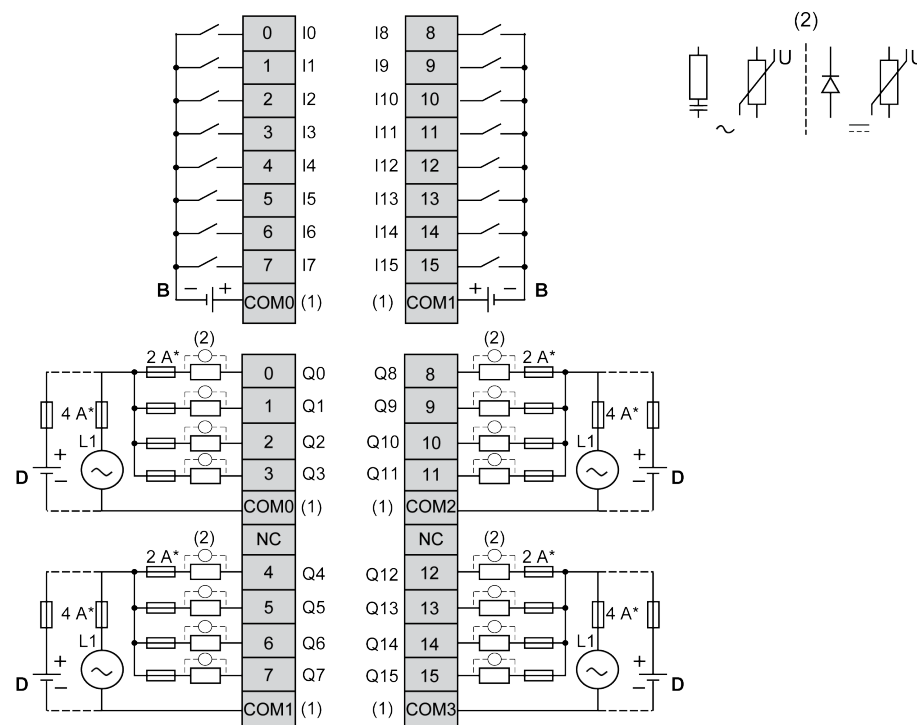 (2)
0 I0 I8 8
1 I1 I9 9
2 I2 I10 10
3 I3 I11 11
4 I4 I12 12
5 I5 I13 13
6 I6 I14 14
7 I7 I15 15
B − + COM0 (1) (1) COM1 + − B
U U
(2) (2)
2 A* 0 Q0 Q8 8 2 A*
4 A* 1 Q1 Q9 9 4 A*
L1 2 Q2 Q10 10 L1
D + − 3 Q3 Q11 11 + − D
COM0 (1) (1) COM2
NC NC
(2) (2)
2 A* 4 Q4 Q12 12 2 A*
4 A* 5 Q5 Q13 13 4 A*
L1 6 Q6 Q14 14 L1
D + − 7 Q7 Q15 15 + − D
COM1 (1) (1) COM3